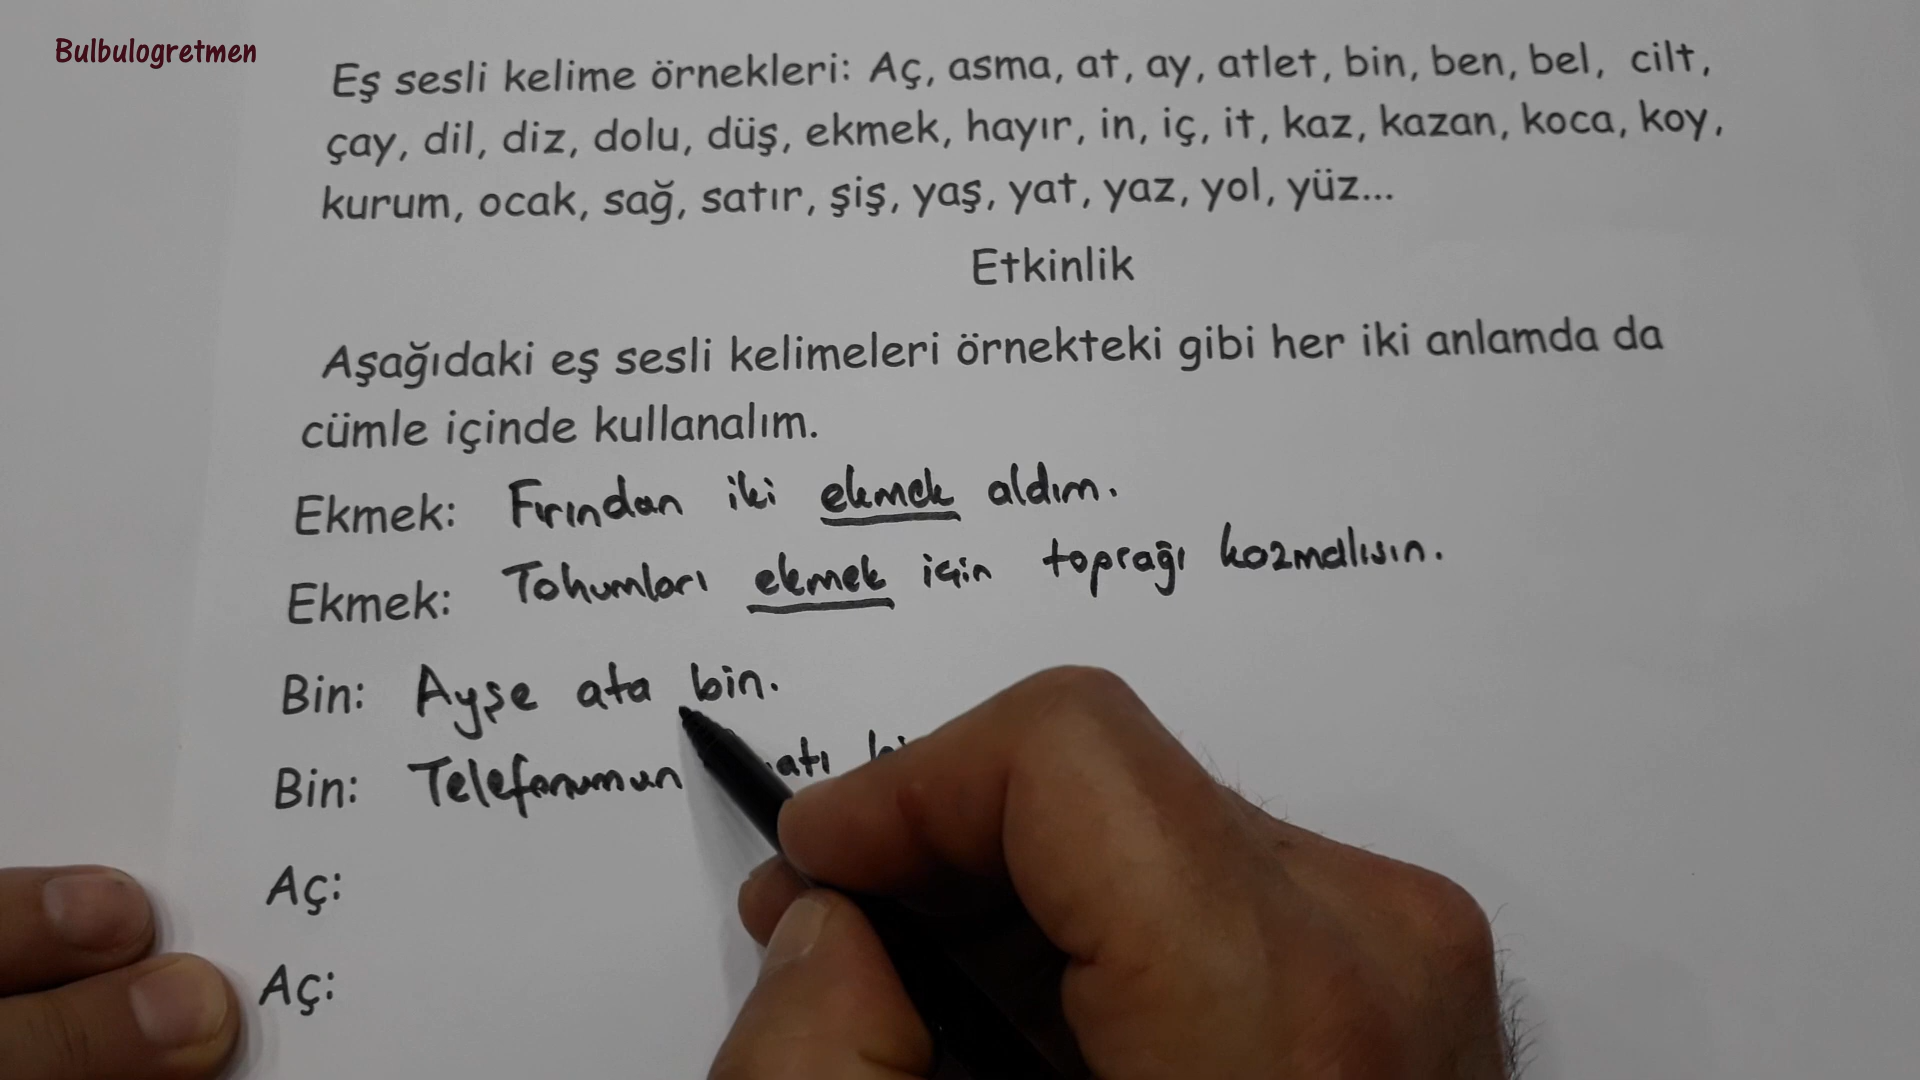 Bulbulogretmen
Eş sesli kelime örnekleri: Aç, asma, at, ay, atlet, bin, ben, bel, cilt,
çay, dil, diz, dolu, düş, ekmek, hayır, in, iç, it, kaz, kazan, koca, koy,
kurum, ocak, sağ, satır, şiş, yaş, yat, yaz, yol, yüz...
Etkinlik
Aşağıdaki eş sesli kelimeleri örnekteki gibi her iki anlamda da
cümle içinde kullanalım.
Ekmek: Fırından iki ekmek aldım.
Ekmek: Tohumları ekmek için toprağı kazmalısın.
Bin: Ayşe ata bin.
Bin: Telefonumun
Aç:
Aç: